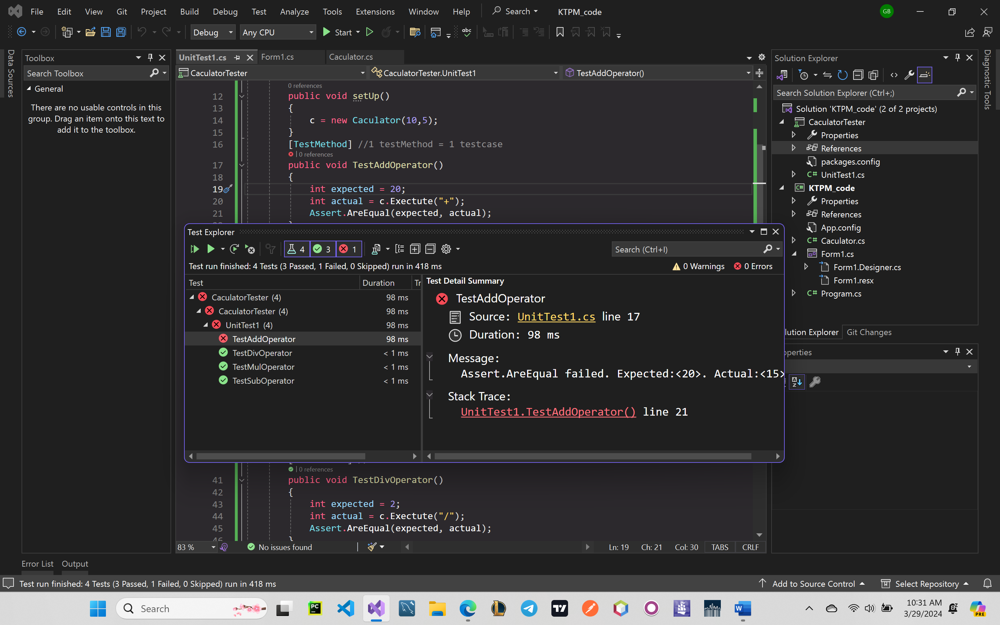 File Edit View Git Project Build Debug Test Analyze Tools Extensions Window Help Search KTPM_code GB
Debug Any CPU Start
Data Sources
Toolbox
Search Toolbox
General
There are no usable controls in this
group. Drag an item onto this text to
add it to the toolbox.
UnitTest1.cs Form1.cs Caculator.cs
CaculatorTester CaculatorTester.UnitTest1 TestAddOperator()
0 references
12 public void setUp()
13 {
14 c = new Caculator(10,5);
15 }
16 [TestMethod] //1 testMethod = 1 testcase
0 references
17 public void TestAddOperator()
18 {
19 int expected = 20;
20 int actual = c.Exectute("+");
21 Assert.AreEqual(expected, actual);
Test Explorer
4 3 1
Search (Ctrl+I)
Test run finished: 4 Tests (3 Passed, 1 Failed, 0 Skipped) run in 418 ms
0 Warnings 0 Errors
Test Duration Tr
CaculatorTester (4) 98 ms
CaculatorTester (4) 98 ms
UnitTest1 (4) 98 ms
TestAddOperator 98 ms
TestDivOperator < 1 ms
TestMulOperator < 1 ms
TestSubOperator < 1 ms
Test Detail Summary
TestAddOperator
Source: UnitTest1.cs line 17
Duration: 98 ms
Message:
Assert.AreEqual failed. Expected:<20>. Actual:<15>
Stack Trace:
UnitTest1.TestAddOperator() line 21
0 references
41 public void TestDivOperator()
42 {
43 int expected = 2;
44 int actual = c.Exectute("/");
45 Assert.AreEqual(expected, actual);
46 }
83 % No issues found Ln: 19 Ch: 21 Col: 30 TABS CRLF
Solution Explorer
Search Solution Explorer (Ctrl+;)
Solution 'KTPM_code' (2 of 2 projects)
CaculatorTester
Properties
References
packages.config
C# UnitTest1.cs
C# KTPM_code
Properties
References
App.config
C# Caculator.cs
Form1.cs
Form1.Designer.cs
Form1.resx
C# Program.cs
lution Explorer Git Changes
operties
Diagnostic Tools
Error List Output
Test run finished: 4 Tests (3 Passed, 1 Failed, 0 Skipped) run in 418 ms
Add to Source Control Select Repository
Search
10:31 AM
3/29/2024
PRE